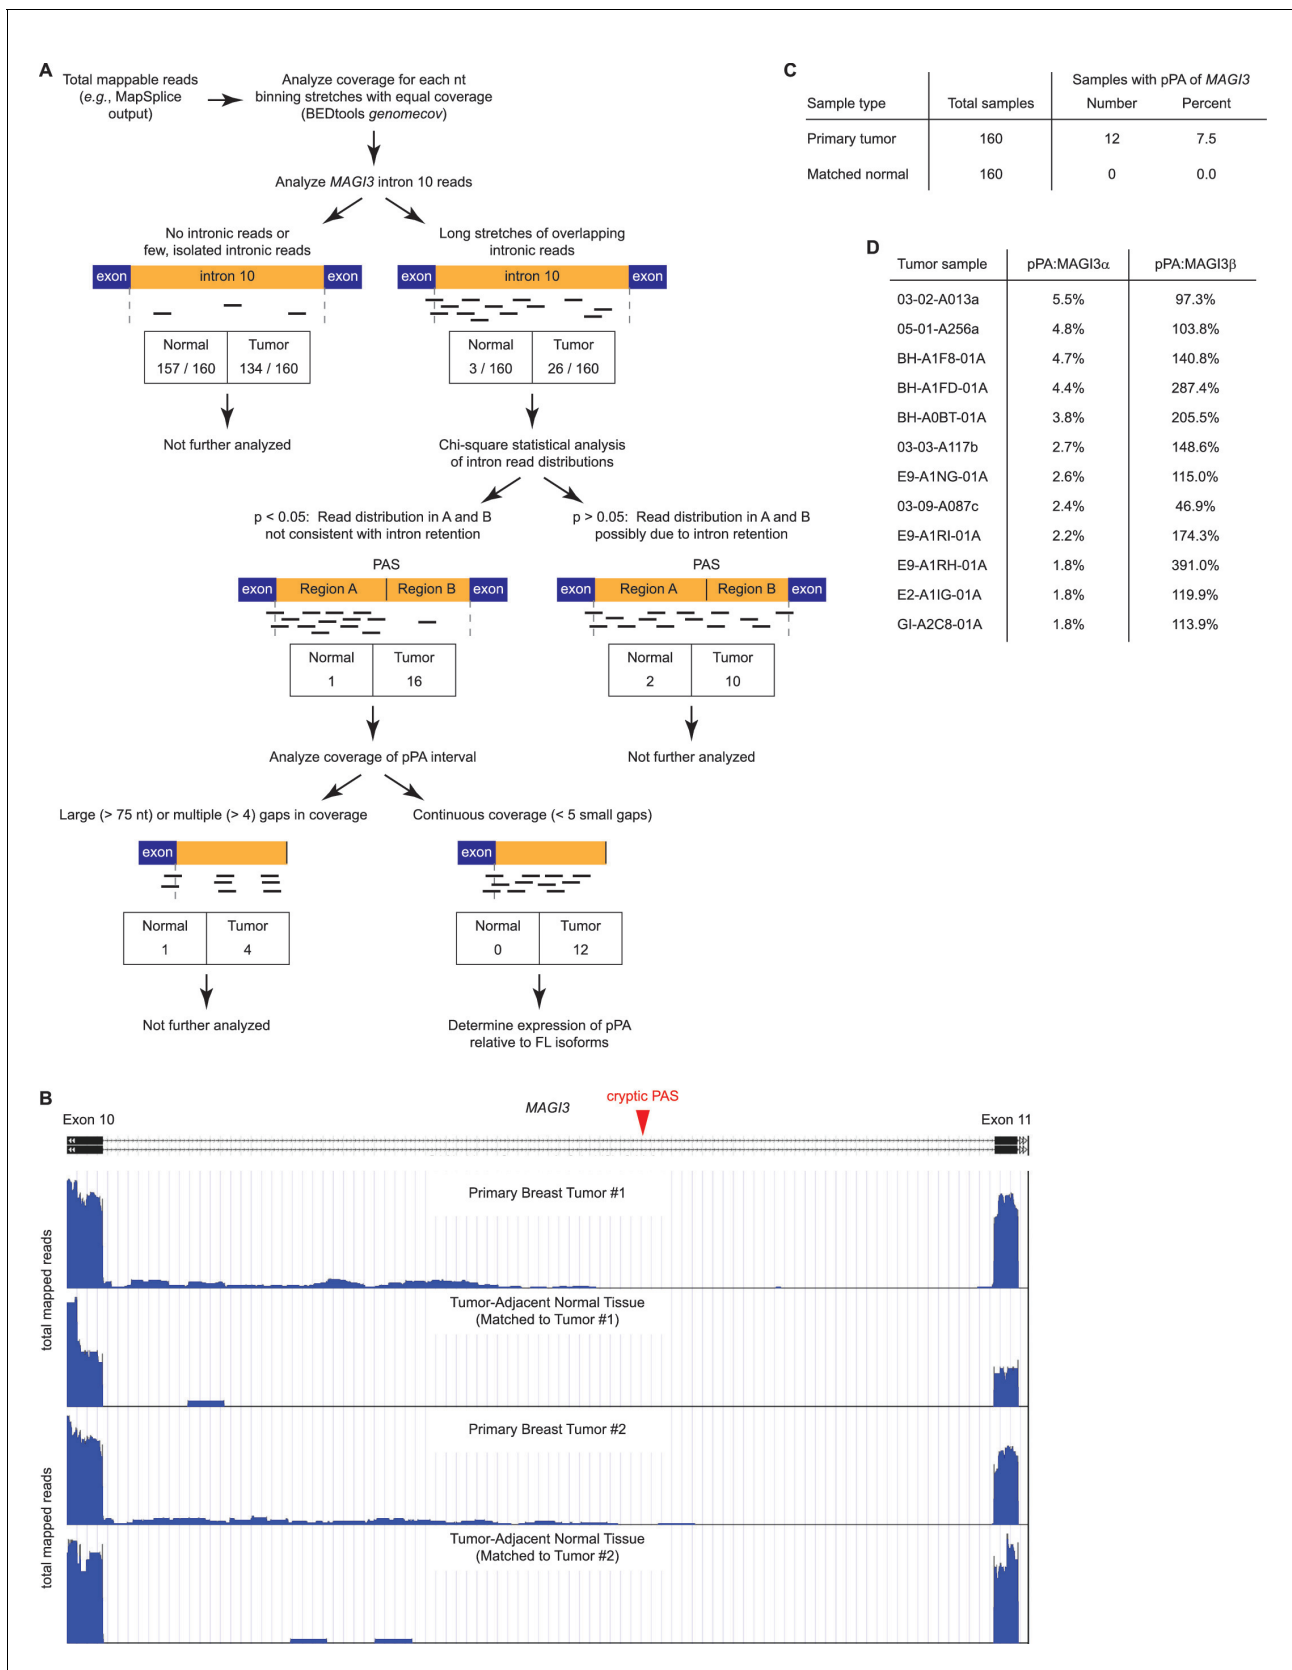 A
Total mappable reads
(e.g., MapSplice
output)
Analyze coverage for each nt
binning stretches with equal coverage
(BEDtools genomecov)
Analyze MAGI3 intron 10 reads
No intronic reads or
few, isolated intronic reads
exon intron 10 exon
Normal Tumor
157 / 160 134 / 160
Not further analyzed
Long stretches of overlapping
intronic reads
exon intron 10 exon
Normal Tumor
3 / 160 26 / 160
Chi-square statistical analysis
of intron read distributions
p < 0.05: Read distribution in A and B
not consistent with intron retention
PAS
exon Region A Region B exon
Normal Tumor
1 16
p > 0.05: Read distribution in A and B
possibly due to intron retention
PAS
exon Region A Region B exon
Normal Tumor
2 10
Not further analyzed
Analyze coverage of pPA interval
Large (> 75 nt) or multiple (> 4) gaps in coverage
exon
Normal Tumor
1 4
Not further analyzed
Continuous coverage (< 5 small gaps)
exon
Normal Tumor
0 12
Determine expression of pPA
relative to FL isoforms
B
Exon 10 MAGI3 cryptic PAS Exon 11
Primary Breast Tumor #1
Tumor-Adjacent Normal Tissue
(Matched to Tumor #1)
total mapped reads
Primary Breast Tumor #2
Tumor-Adjacent Normal Tissue
(Matched to Tumor #2)
total mapped reads
C
Samples with pPA of MAGI3
Sample type Total samples Number Percent
Primary tumor 160 12 7.5
Matched normal 160 0 0.0
D
Tumor sample pPA:MAGI3α pPA:MAGI3β
03-02-A013a 5.5% 97.3%
05-01-A256a 4.8% 103.8%
BH-A1F8-01A 4.7% 140.8%
BH-A1FD-01A 4.4% 287.4%
BH-A0BT-01A 3.8% 205.5%
03-03-A117b 2.7% 148.6%
E9-A1NG-01A 2.6% 115.0%
03-09-A087c 2.4% 46.9%
E9-A1RI-01A 2.2% 174.3%
E9-A1RH-01A 1.8% 391.0%
E2-A1IG-01A 1.8% 119.9%
GI-A2C8-01A 1.8% 113.9%